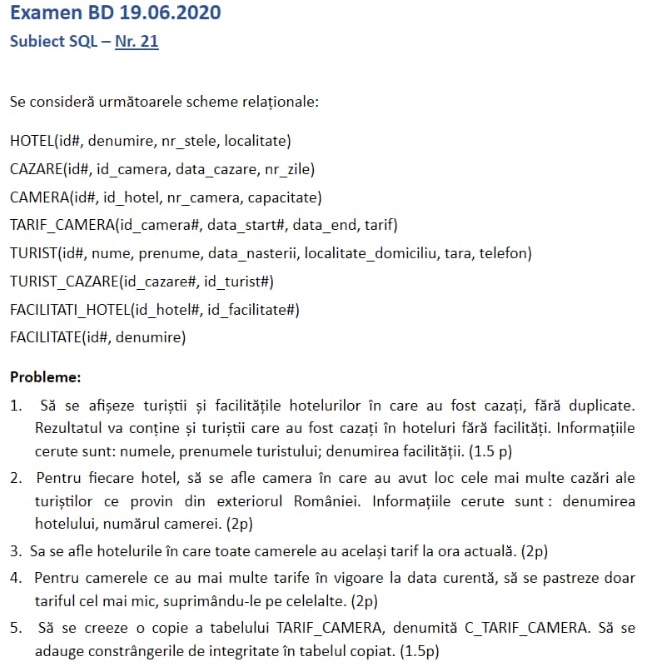 Examen BD 19.06.2020
Subiect SQL – Nr. 21
Se consideră următoarele scheme relaționale:
HOTEL(id#, denumire, nr_stele, localitate)
CAZARE(id#, id_camera, data_cazare, nr_zile)
CAMERA(id#, id_hotel, nr_camera, capacitate)
TARIF_CAMERA(id_camera#, data_start#, data_end, tarif)
TURIST(id#, nume, prenume, data_nasterii, localitate_domiciliu, tara, telefon)
TURIST_CAZARE(id_cazare#, id_turist#)
FACILITATI_HOTEL(id_hotel#, id_facilitate#)
FACILITATE(id#, denumire)
Probleme:
1. Să se afișeze turiștii și facilitățile hotelurilor în care au fost cazați, fără duplicate.
Rezultatul va conține și turiștii care au fost cazați în hoteluri fără facilități. Informațiile
cerute sunt: numele, prenumele turistului; denumirea facilității. (1.5 p)
2. Pentru fiecare hotel, să se afle camera în care au avut loc cele mai multe cazări ale
turiștilor ce provin din exteriorul României. Informațiile cerute sunt : denumirea
hotelului, numărul camerei. (2p)
3. Sa se afle hotelurile în care toate camerele au același tarif la ora actuală. (2p)
4. Pentru camerele ce au mai multe tarife în vigoare la data curentă, să se pastreze doar
tariful cel mai mic, suprimându-le pe celelalte. (2p)
5. Să se creeze o copie a tabelului TARIF_CAMERA, denumită C_TARIF_CAMERA. Să se
adauge constrângerile de integritate în tabelul copiat. (1.5p)